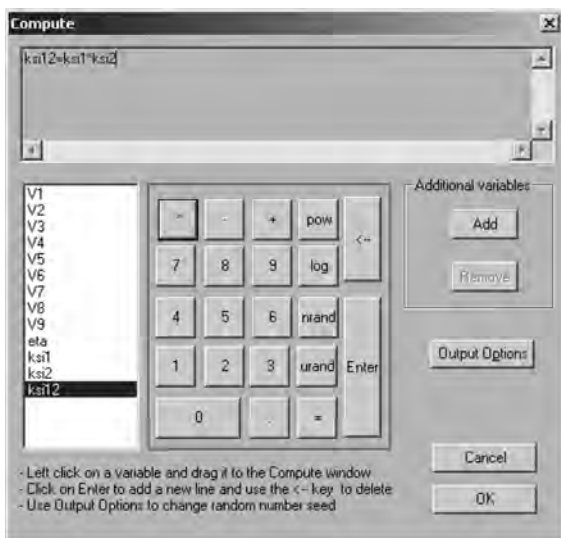 Compute
ksi12=ksi1*ksi2
V1
V2
V3
V4
V5
V6
V7
V8
V9
eta
ksi1
ksi2
ksi12
* - + pow <--
7 8 9 log
4 5 6 nrand
1 2 3 urand Enter
0 . =
Additional variables
Add
Remove
Output Options
Cancel
OK
- Left click on a variable and drag it to the Compute window
- Click on Enter to add a new line and use the <-- key to delete
- Use Output Options to change random number seed